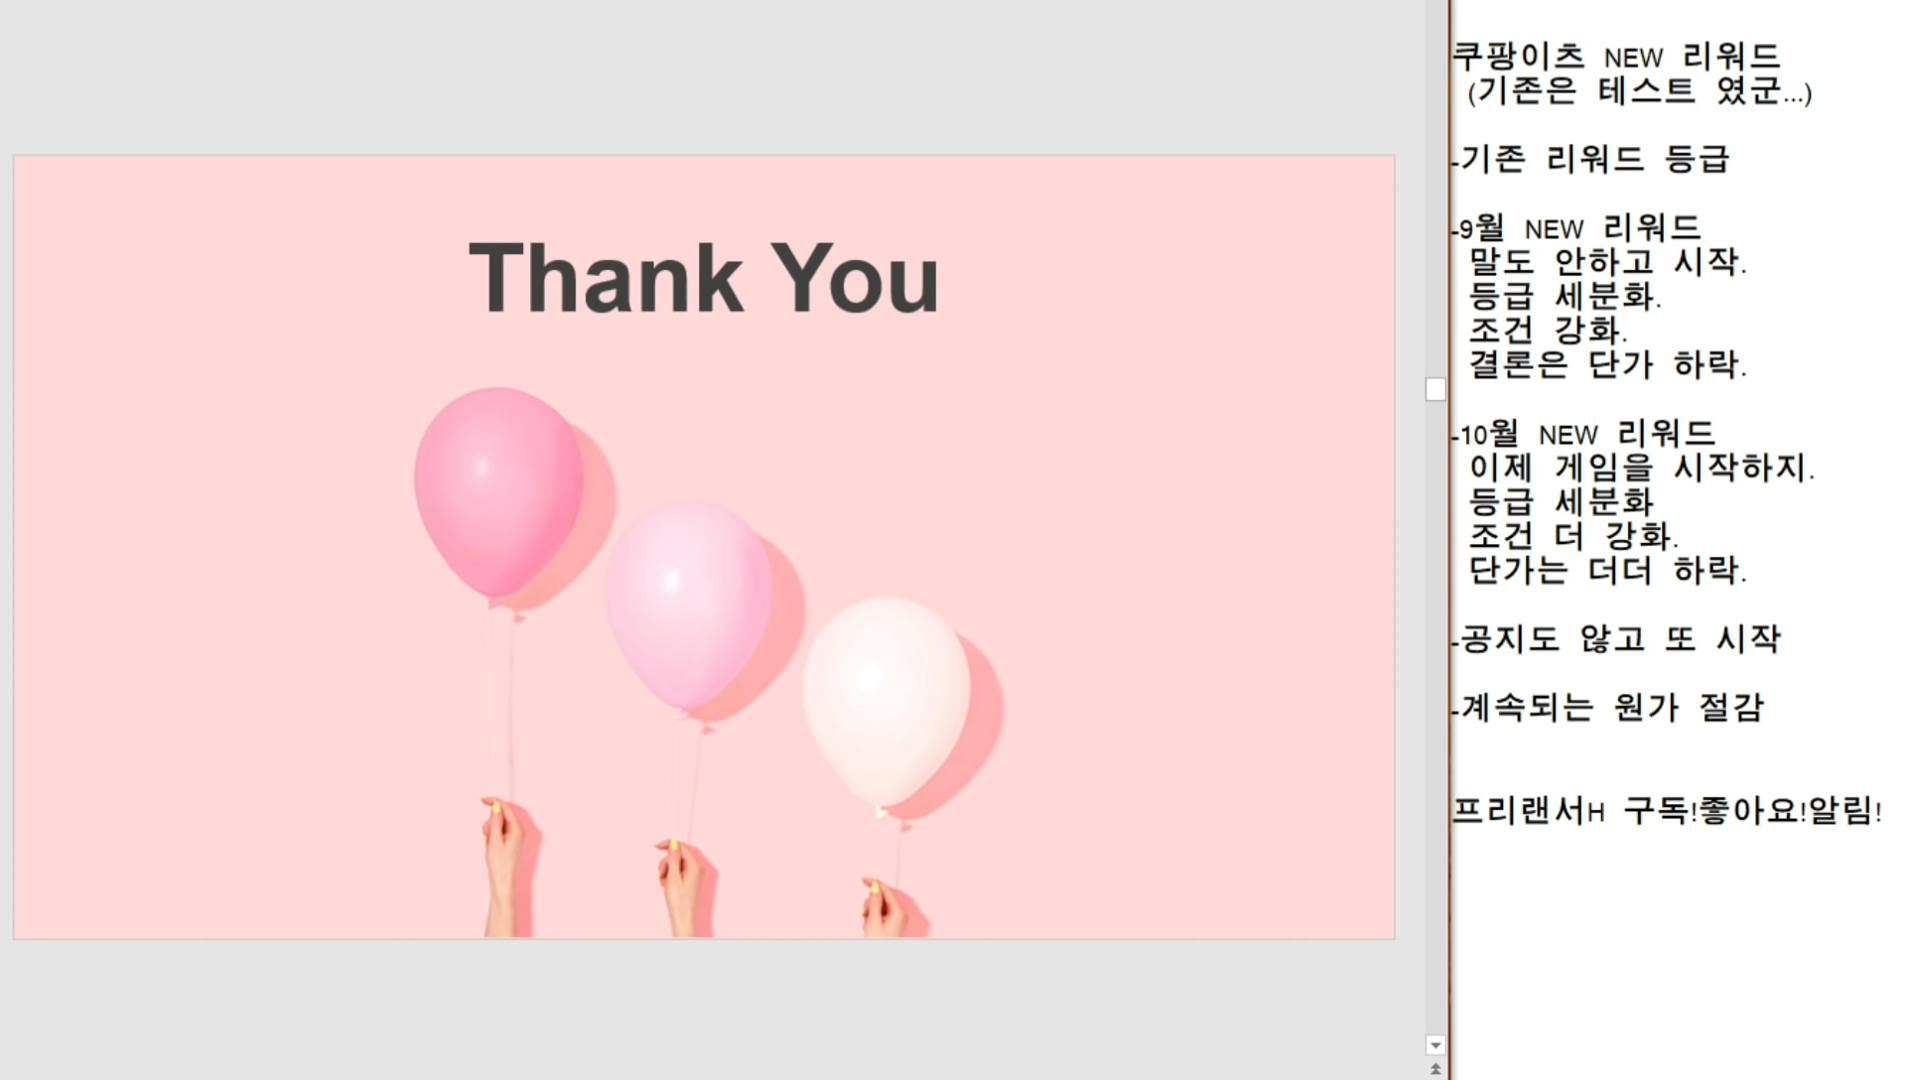 Thank You
쿠팡이츠 NEW 리워드
(기존은 테스트 였군...)
-기존 리워드 등급
-9월 NEW 리워드
말도 안하고 시작.
등급 세분화.
조건 강화.
결론은 단가 하락.
-10월 NEW 리워드
이제 게임을 시작하지.
등급 세분화
조건 더 강화.
단가는 더더 하락.
-공지도 않고 또 시작
-계속되는 원가 절감
프리랜서H 구독!좋아요!알림!